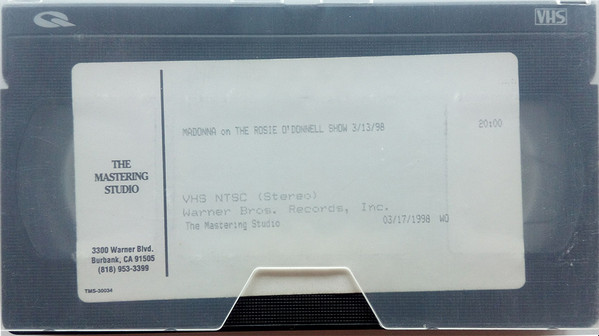 VHS
MADONNA on THE ROSIE O'DONNELL SHOW 3/13/98
20:00
THE
MASTERING
STUDIO
VHS NTSC (Stereo)
Warner Bros. Records, Inc.
The Mastering Studio
03/17/1998 WQ
3300 Warner Blvd.
Burbank, CA 91505
(818) 953-3399
TMS-30034